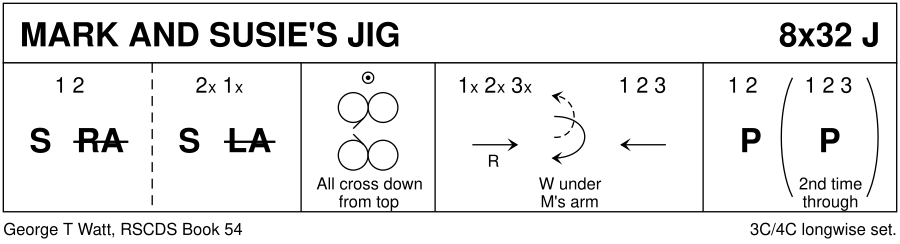 MARK AND SUSIE'S JIG 8x32 J
1 2 2x 1x 1x 2x 3x 1 2 3 1 2 1 2 3
S RA S LA P P
R
All cross down W under 2nd time
from top M's arm through
George T Watt, RSCDS Book 54 3C/4C longwise set.